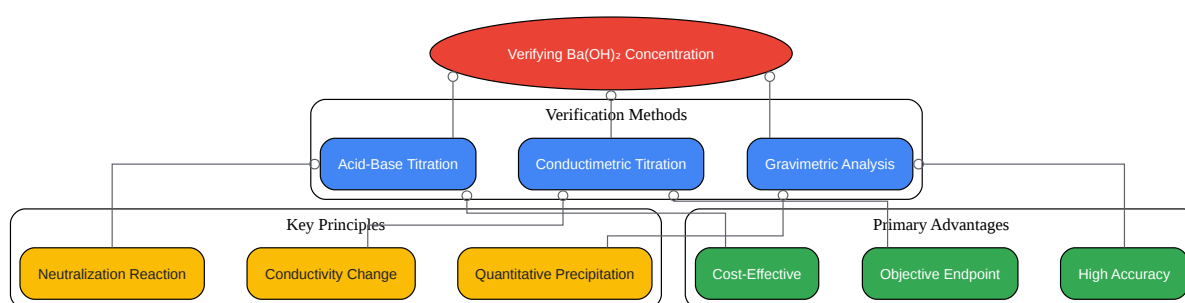 Verifying Ba(OH)₂ Concentration
Verification Methods
Acid-Base Titration
Conductimetric Titration
Gravimetric Analysis
Key Principles
Primary Advantages
Neutralization Reaction
Conductivity Change
Quantitative Precipitation
Cost-Effective
Objective Endpoint
High Accuracy